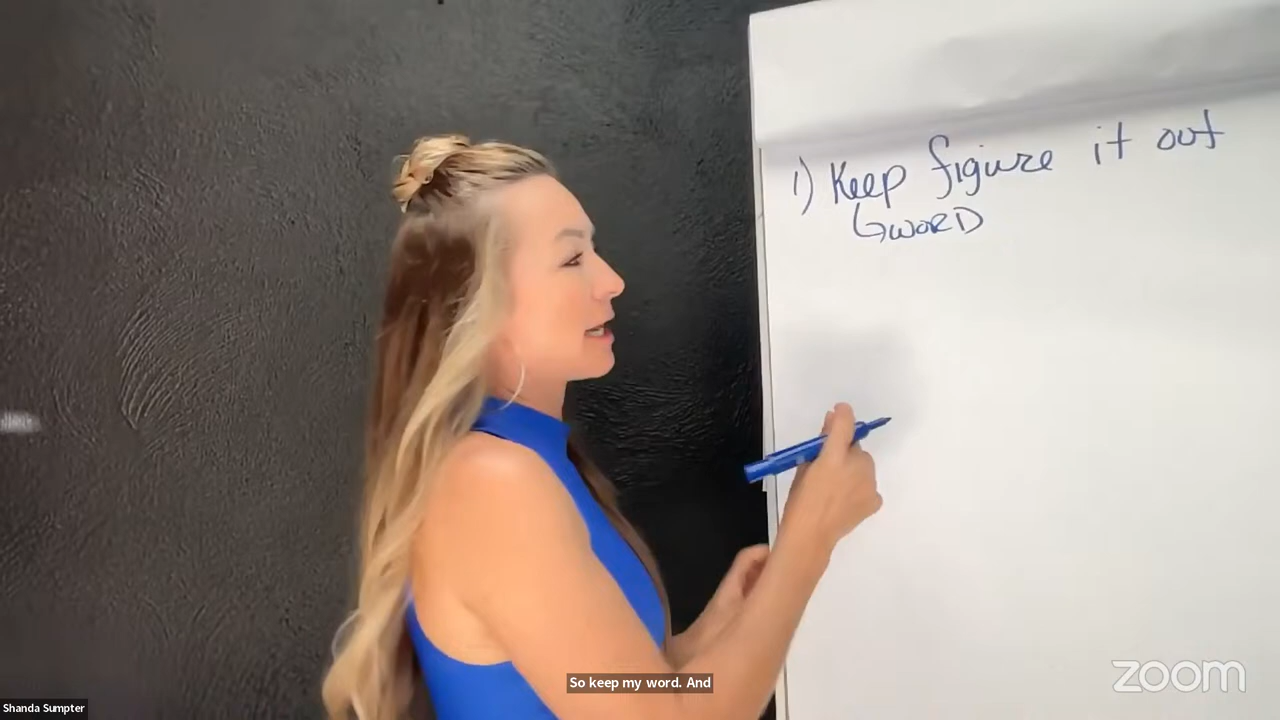 1) Keep figure it out
↳ WORD
So keep my word. And
zoom
Shanda Sumpter